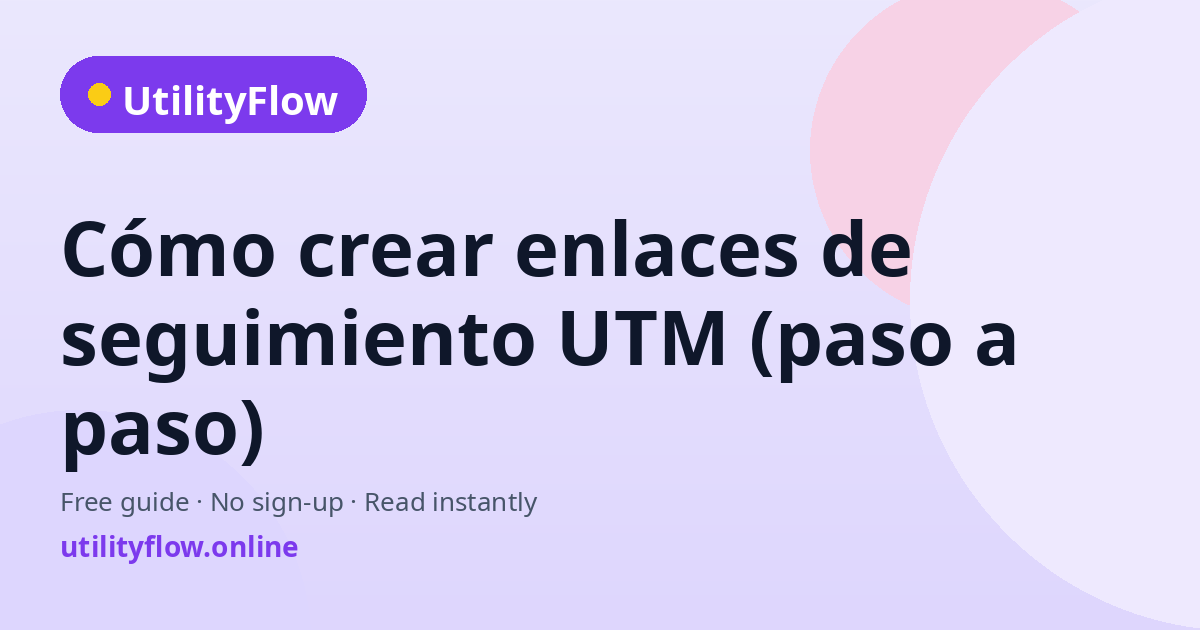 UtilityFlow
Cómo crear enlaces de
seguimiento UTM (paso a
paso)
Free guide · No sign-up · Read instantly
utilityflow.online